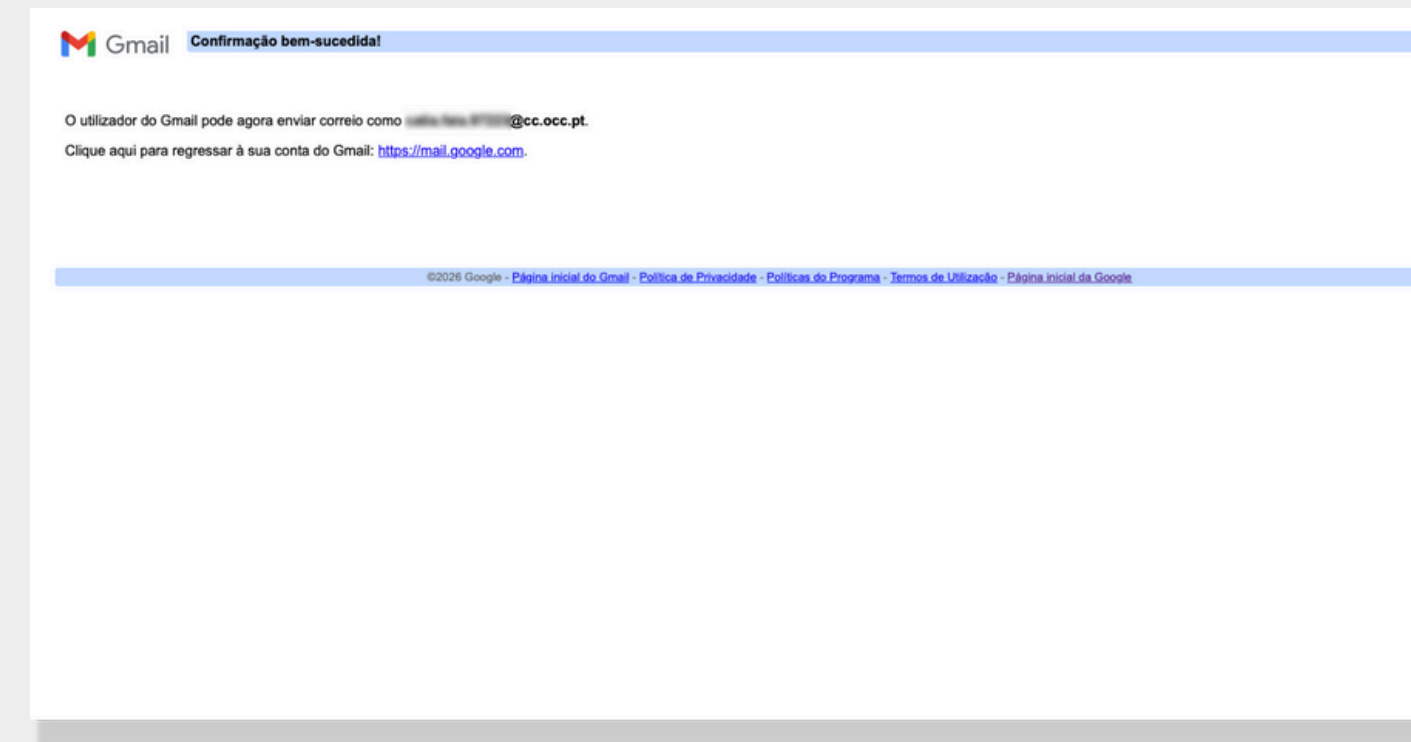 Gmail Confirmação bem-sucedida!
O utilizador do Gmail pode agora enviar correio como @cc.occ.pt.
Clique aqui para regressar à sua conta do Gmail: https://mail.google.com.
©2026 Google - Página inicial do Gmail - Política de Privacidade - Políticas do Programa - Termos de Utilização - Página inicial da Google